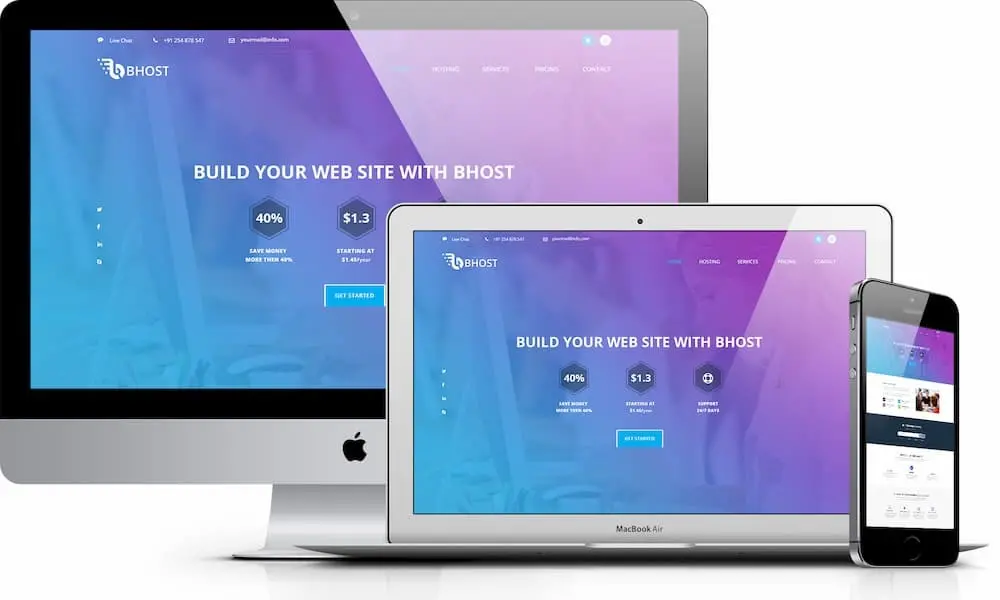 Live Chat +91 254 878 547 yourmail@info.com
BHOST
HOSTING SERVICES PRICING CONTACT
BUILD YOUR WEB SITE WITH BHOST
40% $1.3
SAVE MONEY STARTING AT
MORE THEN 40% $1.45/year
GET STARTED
Live Chat +91 254 878 547 yourmail@info.com
BHOST
HOME HOSTING SERVICES PRICING CONTACT
BUILD YOUR WEB SITE WITH BHOST
40% $1.3
SAVE MONEY STARTING AT SUPPORT
MORE THEN 40% $1.45/year 24/7 DAYS
GET STARTED
MacBook Air